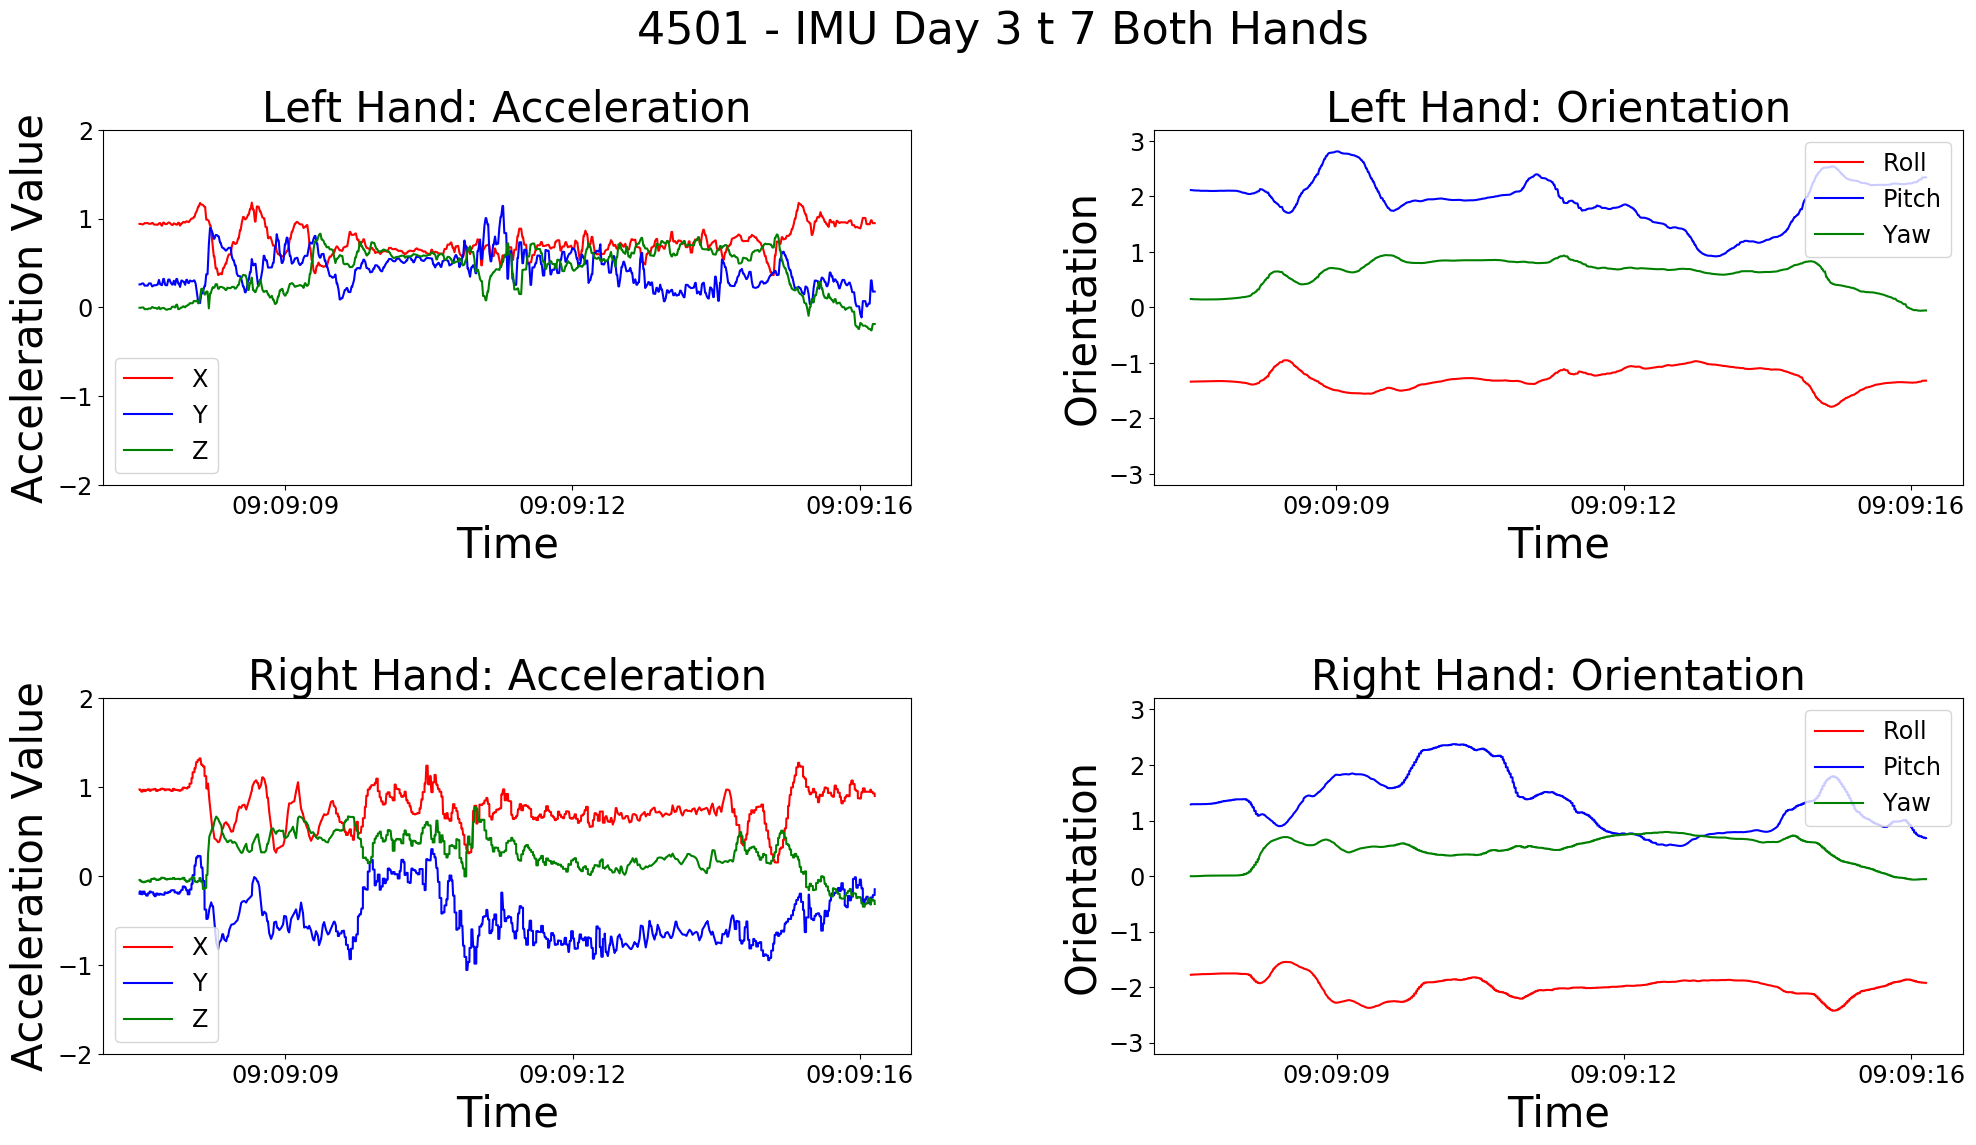 4501 - IMU Day 3 t 7 Both Hands
Left Hand: Acceleration
Acceleration Value
2
1
0
−1
−2
X
Y
Z
09:09:09 09:09:12 09:09:16
Time
Left Hand: Orientation
Orientation
3
2
1
0
−1
−2
−3
Roll
Pitch
Yaw
09:09:09 09:09:12 09:09:16
Time
Right Hand: Acceleration
Acceleration Value
2
1
0
−1
−2
X
Y
Z
09:09:09 09:09:12 09:09:16
Time
Right Hand: Orientation
Orientation
3
2
1
0
−1
−2
−3
Roll
Pitch
Yaw
09:09:09 09:09:12 09:09:16
Time